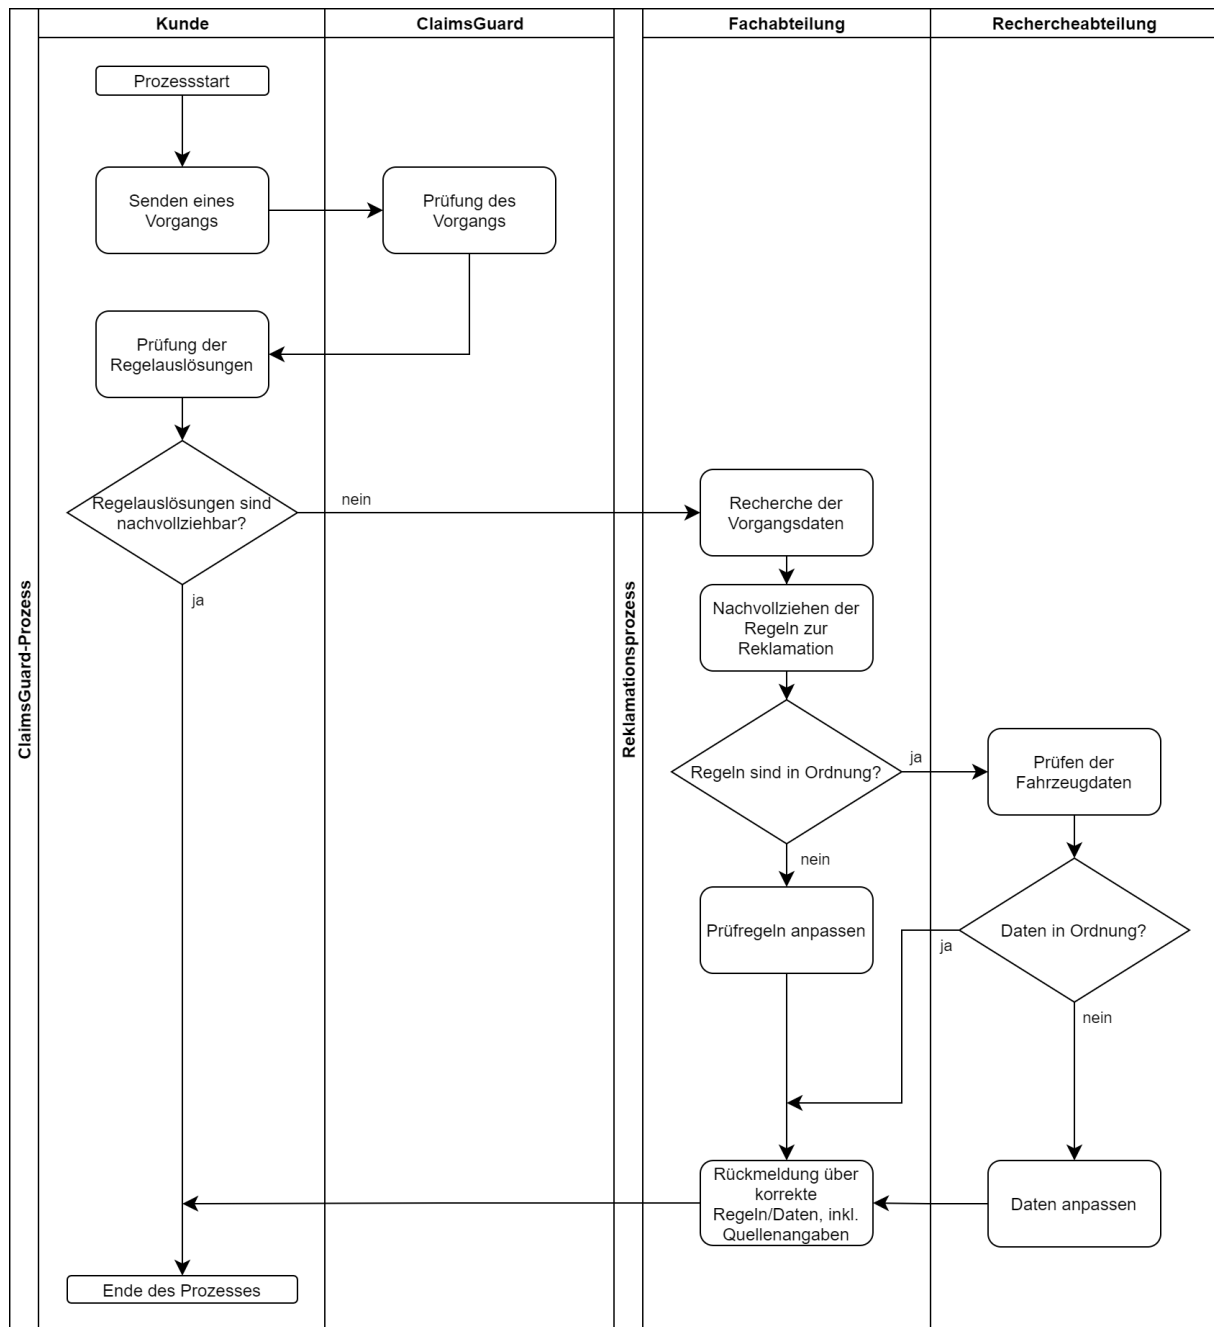 Kunde
ClaimsGuard
Fachabteilung
Rechercheabteilung
ClaimsGuard-Prozess
Reklamationsprozess
Prozessstart
Senden eines
Vorgangs
Prüfung des
Vorgangs
Prüfung der
Regelauslösungen
Regelauslösungen sind
nachvollziehbar?
nein
ja
Recherche der
Vorgangsdaten
Nachvollziehen der
Regeln zur
Reklamation
Regeln sind in Ordnung?
ja
nein
Prüfen der
Fahrzeugdaten
Prüfregeln anpassen
Daten in Ordnung?
ja
nein
Rückmeldung über
korrekte
Regeln/Daten, inkl.
Quellenangaben
Daten anpassen
Ende des Prozesses